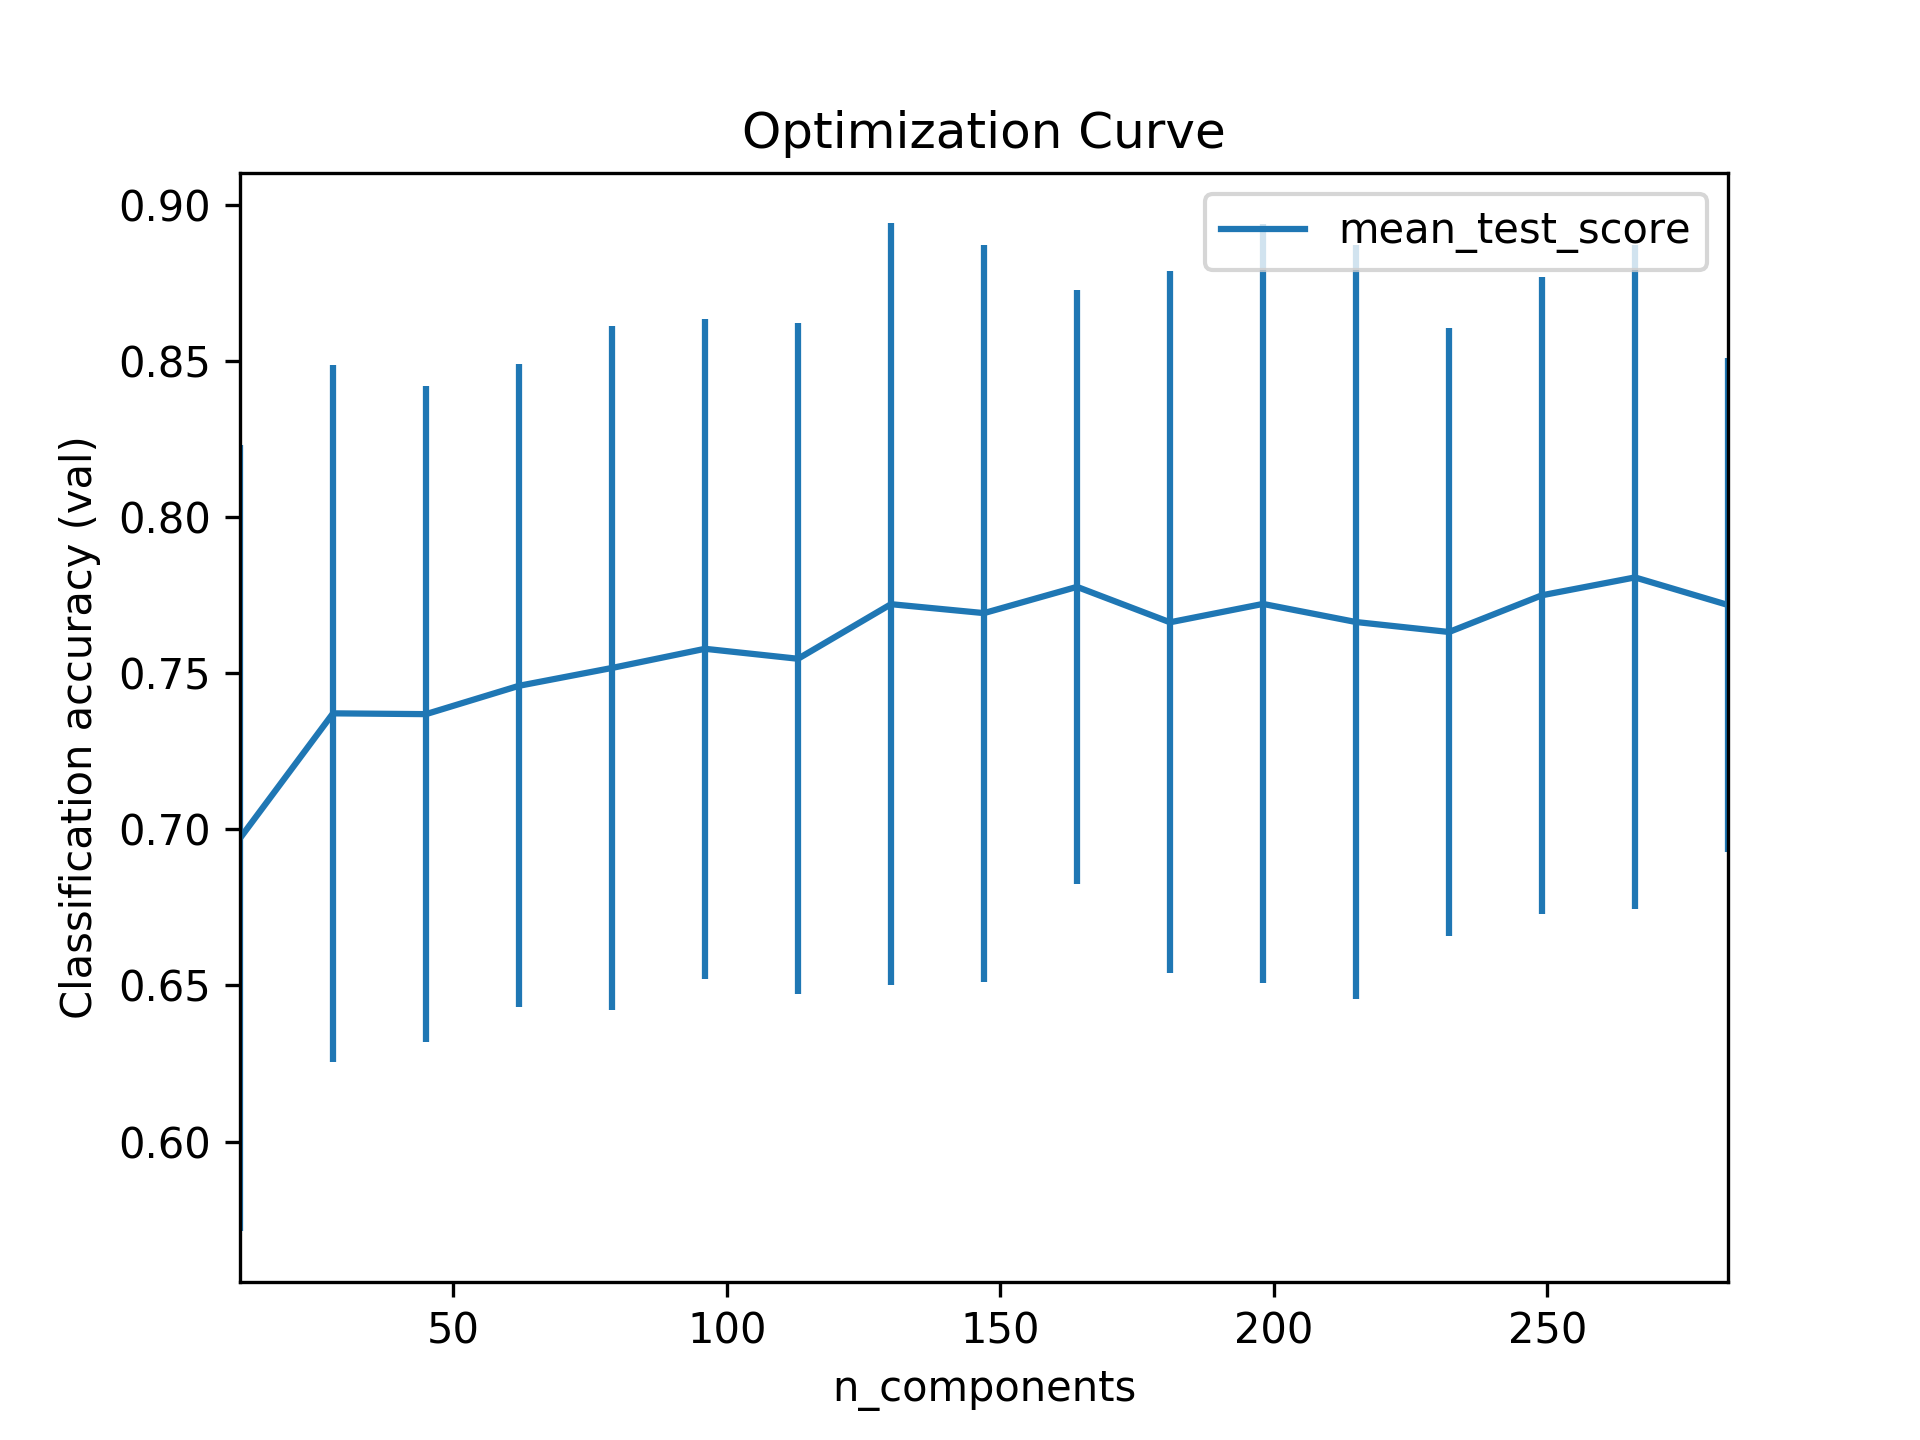 Optimization Curve
mean_test_score
0.90
0.85
0.80
0.75
0.70
0.65
0.60
Classification accuracy (val)
50 100 150 200 250
n_components